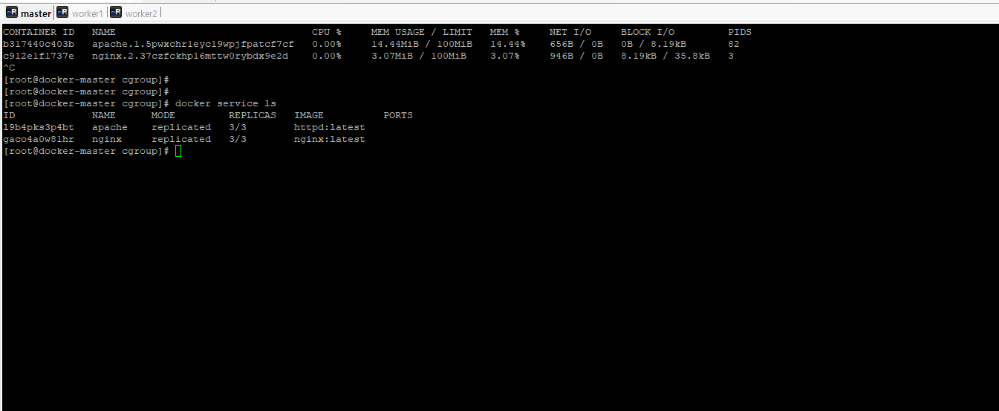 master worker1 worker2
CONTAINER ID NAME CPU % MEM USAGE / LIMIT MEM % NET I/O BLOCK I/O PIDS
b317440c403b apache.1.5pwxchr1eyc19wpjfpatcf7cf 0.00% 14.44MiB / 100MiB 14.44% 656B / 0B 0B / 8.19kB 82
c912e1f1737e nginx.2.37czfckhp16mttw0rybdx9e2d 0.00% 3.07MiB / 100MiB 3.07% 946B / 0B 8.19kB / 35.8kB 3
^C
[root@docker-master cgroup]#
[root@docker-master cgroup]#
[root@docker-master cgroup]# docker service ls
ID NAME MODE REPLICAS IMAGE PORTS
l9b4pks3p4bt apache replicated 3/3 httpd:latest
gaco4a0w81hr nginx replicated 3/3 nginx:latest
[root@docker-master cgroup]#